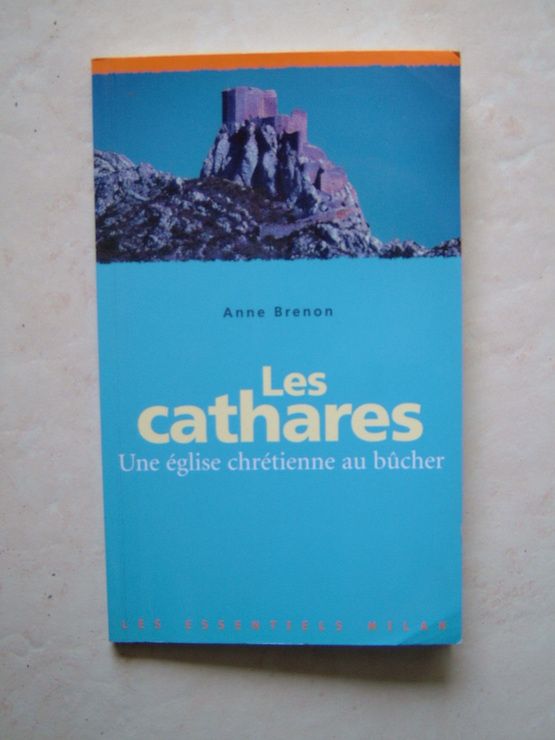 Anne Brenon
Les
cathares
Une église chrétienne au bûcher
LES ESSENTIELS MILAN